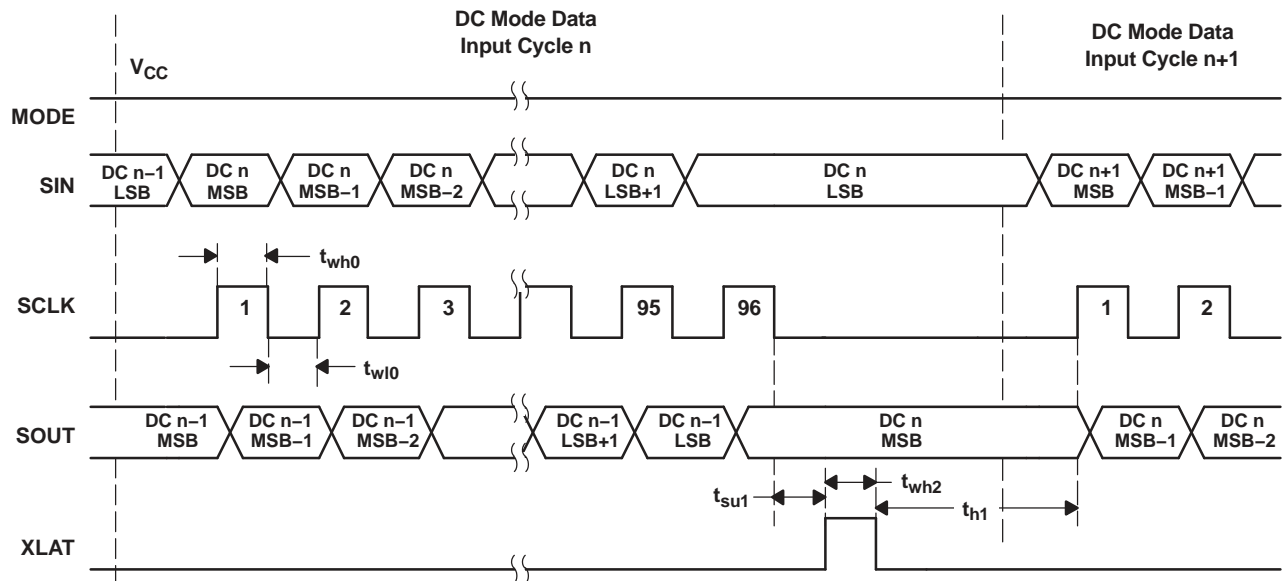 DC Mode Data
Input Cycle n
DC Mode Data
Input Cycle n+1
VCC
MODE
SIN
DC n–1
LSB
DC n
MSB
DC n
MSB–1
DC n
MSB–2
DC n
LSB+1
DC n
LSB
DC n+1
MSB
DC n+1
MSB–1
twh0
SCLK
1
2
3
95
96
1
2
twl0
SOUT
DC n–1
MSB
DC n–1
MSB–1
DC n–1
MSB–2
DC n–1
LSB+1
DC n–1
LSB
DC n
MSB
DC n
MSB–1
DC n
MSB–2
tsu1
twh2
th1
XLAT